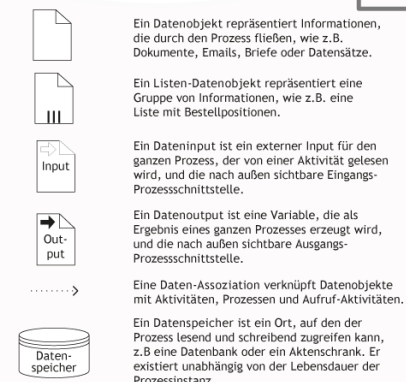 Ein Datenobjekt repräsentiert Informationen,
die durch den Prozess fließen, wie z.B.
Dokumente, Emails, Briefe oder Datensätze.
Ein Listen-Datenobjekt repräsentiert eine
Gruppe von Informationen, wie z.B. eine
Liste mit Bestellpositionen.
Input
Ein Dateninput ist ein externer Input für den
ganzen Prozess, der von einer Aktivität gelesen
wird, und die nach außen sichtbare Eingangs-
Prozessschnittstelle.
Out-
put
Ein Datenoutput ist eine Variable, die als
Ergebnis eines ganzen Prozesses erzeugt wird,
und die nach außen sichtbare Ausgangs-
Prozessschnittstelle.
Eine Daten-Assoziation verknüpft Datenobjekte
mit Aktivitäten, Prozessen und Aufruf-Aktivitäten.
Daten-
speicher
Ein Datenspeicher ist ein Ort, auf den der
Prozess lesend und schreibend zugreifen kann,
z.B eine Datenbank oder ein Aktenschrank. Er
existiert unabhängig von der Lebensdauer der
Prozessinstanz.